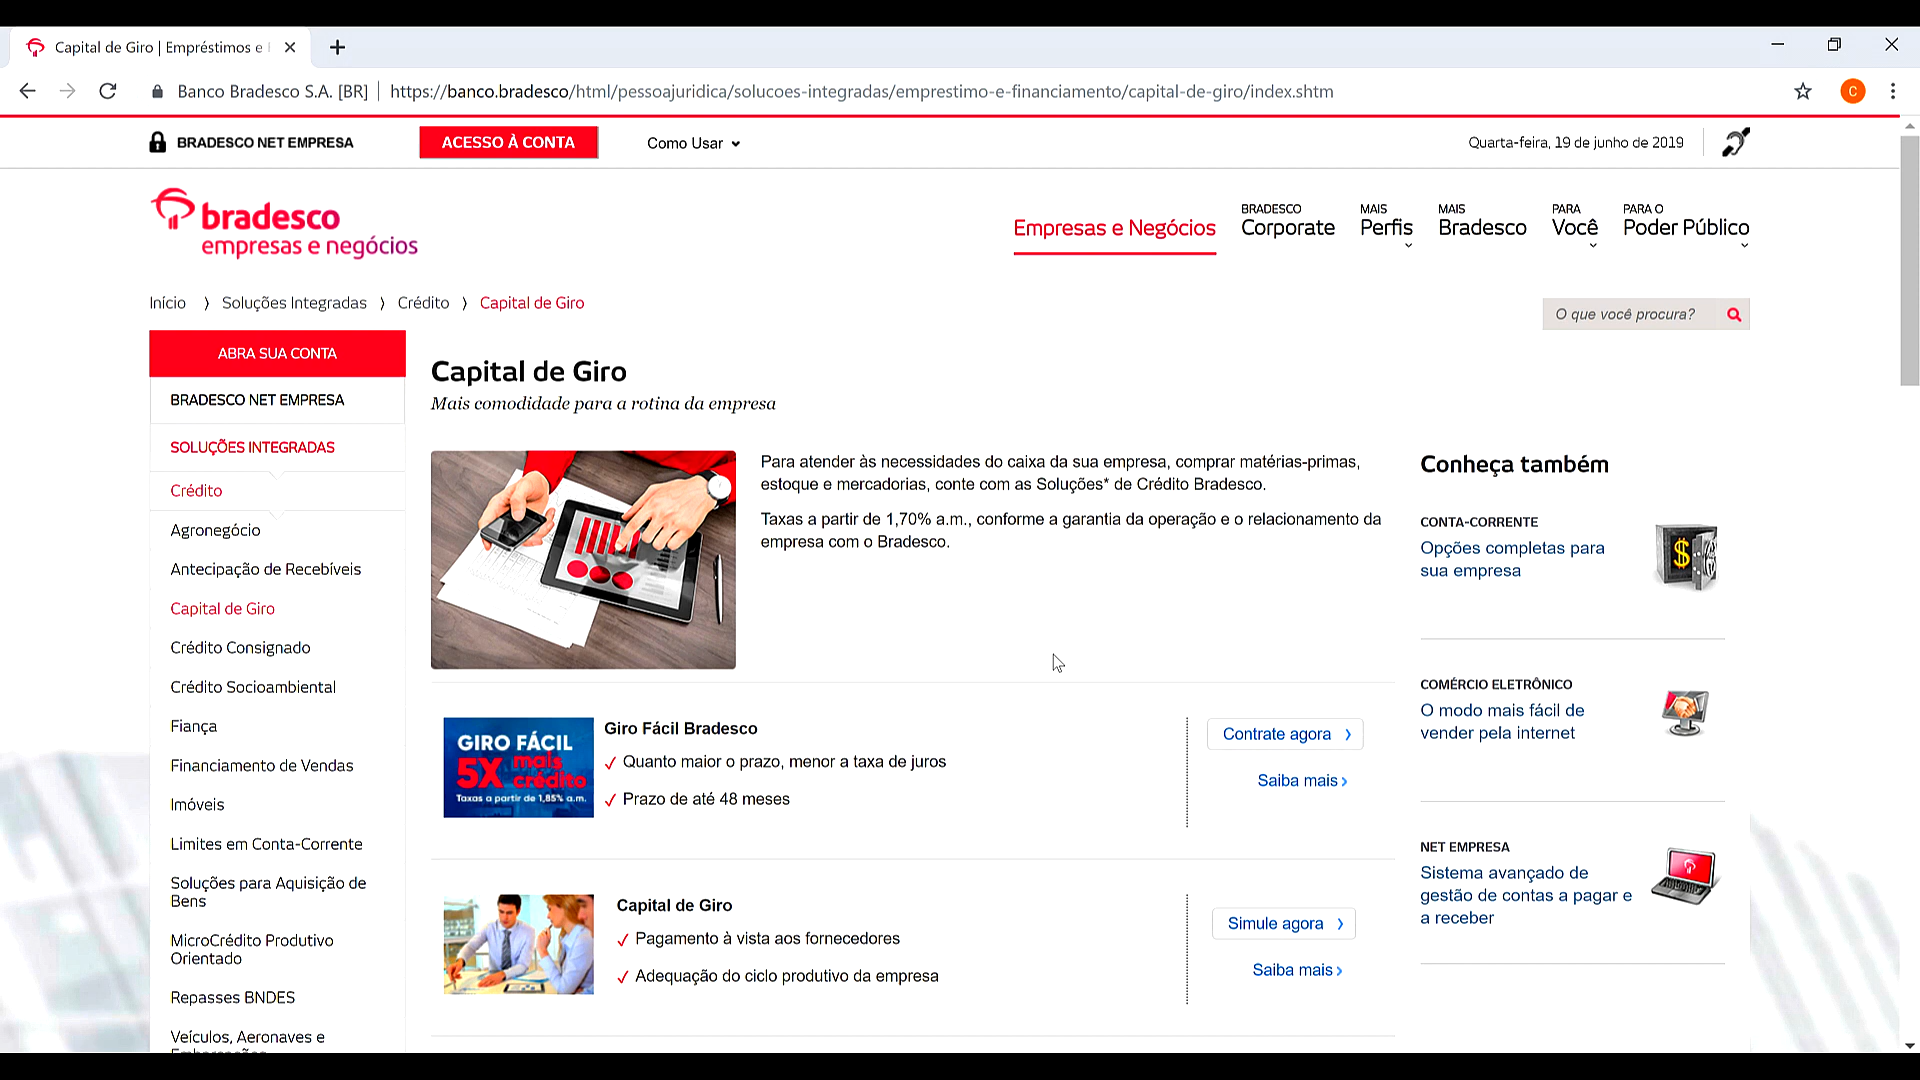 Capital de Giro | Empréstimos e
Banco Bradesco S.A. [BR] | https://banco.bradesco/html/pessoajuridica/solucoes-integradas/emprestimo-e-financiamento/capital-de-giro/index.shtm
C
BRADESCO NET EMPRESA
ACESSO À CONTA
Como Usar
Quarta-feira, 19 de junho de 2019
bradesco
empresas e negócios
Empresas e Negócios
BRADESCO
Corporate
MAIS
Perfis
MAIS
Bradesco
PARA
Você
PARA O
Poder Público
Início > Soluções Integradas > Crédito > Capital de Giro
O que você procura?
ABRA SUA CONTA
BRADESCO NET EMPRESA
SOLUÇÕES INTEGRADAS
Crédito
Agronegócio
Antecipação de Recebíveis
Capital de Giro
Crédito Consignado
Crédito Socioambiental
Fiança
Financiamento de Vendas
Imóveis
Limites em Conta-Corrente
Soluções para Aquisição de
Bens
MicroCrédito Produtivo
Orientado
Repasses BNDES
Veículos, Aeronaves e
Capital de Giro
Mais comodidade para a rotina da empresa
Para atender às necessidades do caixa da sua empresa, comprar matérias-primas,
estoque e mercadorias, conte com as Soluções* de Crédito Bradesco.
Taxas a partir de 1,70% a.m., conforme a garantia da operação e o relacionamento da
empresa com o Bradesco.
GIRO FÁCIL
5X mais
crédito
Taxas a partir de 1,85% a.m.
Giro Fácil Bradesco
Quanto maior o prazo, menor a taxa de juros
Prazo de até 48 meses
Contrate agora >
Saiba mais >
Capital de Giro
Pagamento à vista aos fornecedores
Adequação do ciclo produtivo da empresa
Simule agora >
Saiba mais >
Conheça também
CONTA-CORRENTE
Opções completas para
sua empresa
COMÉRCIO ELETRÔNICO
O modo mais fácil de
vender pela internet
NET EMPRESA
Sistema avançado de
gestão de contas a pagar e
a receber